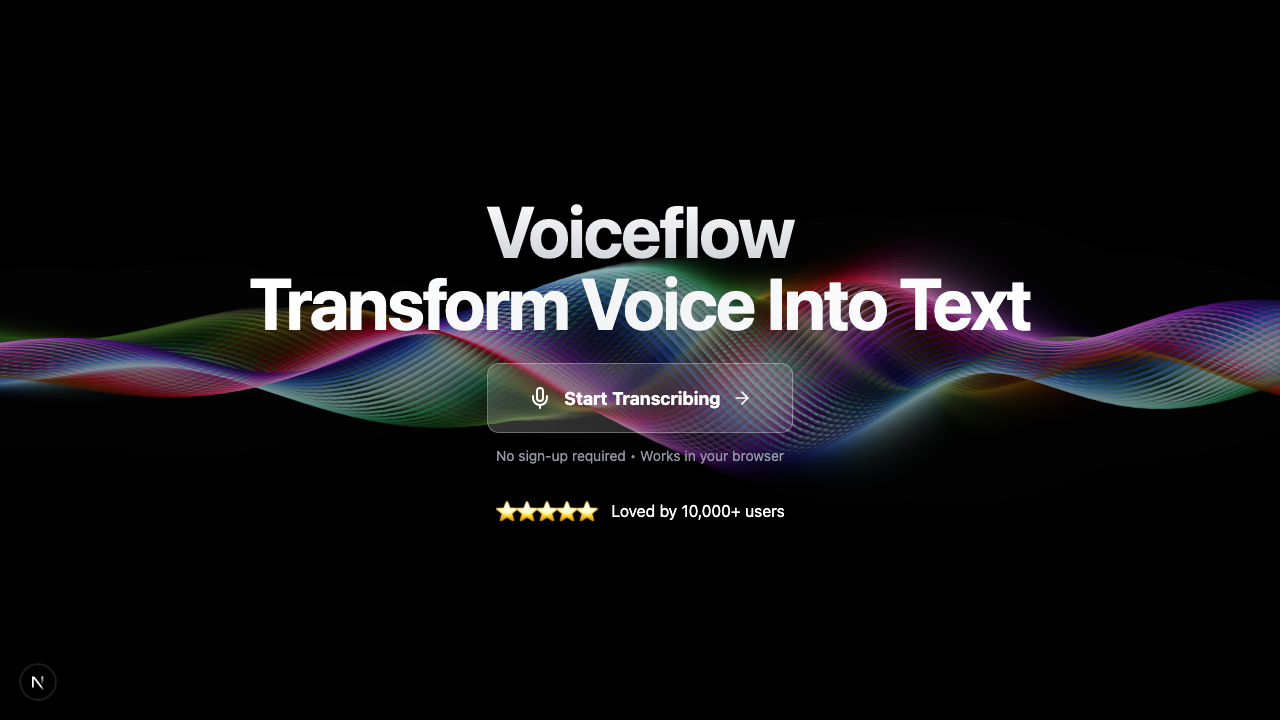 Voiceflow
Transform Voice Into Text
Start Transcribing
No sign-up required • Works in your browser
Loved by 10,000+ users
N